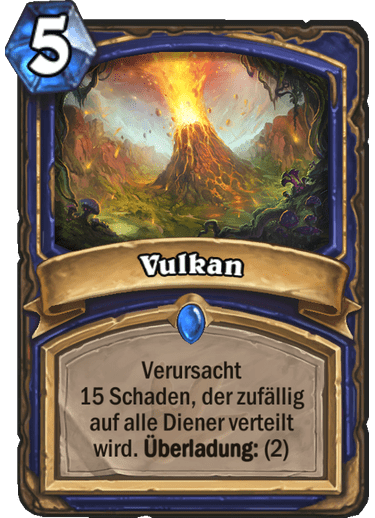 5
Vulkan
Verursacht
15 Schaden, der zufällig
auf alle Diener verteilt
wird. Überladung: (2)